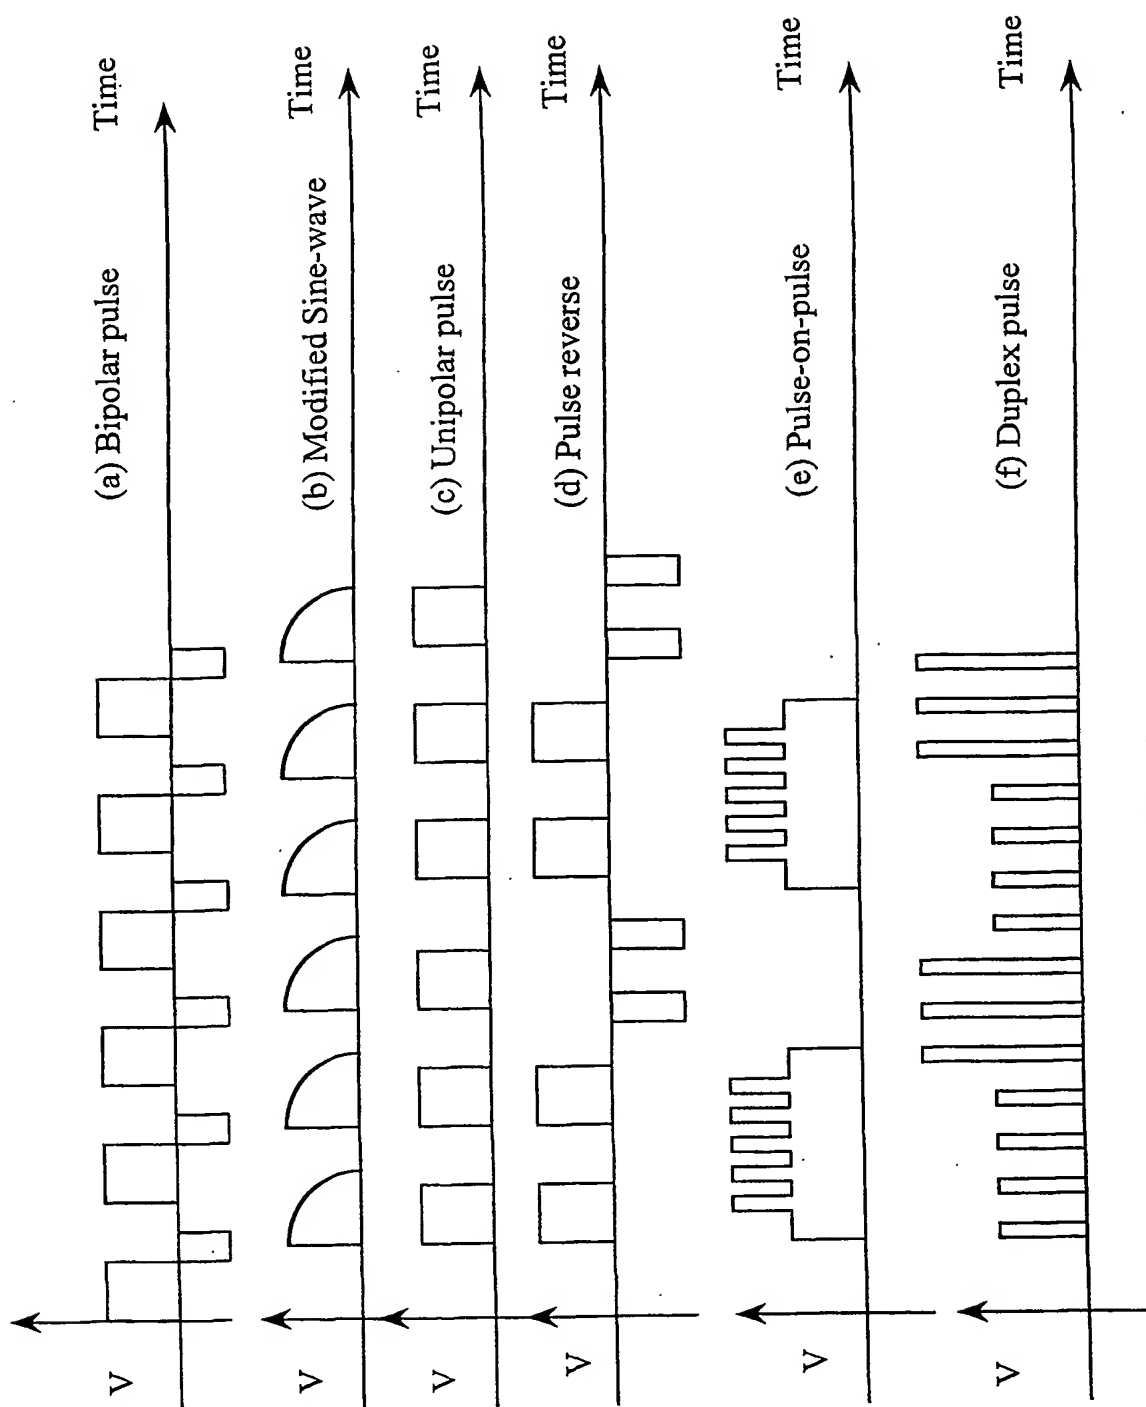 V
(a) Bipolar pulse
Time
V
(b) Modified Sine-wave
Time
V
(c) Unipolar pulse
Time
V
(d) Pulse reverse
Time
V
(e) Pulse-on-pulse
Time
V
(f) Duplex pulse
Time